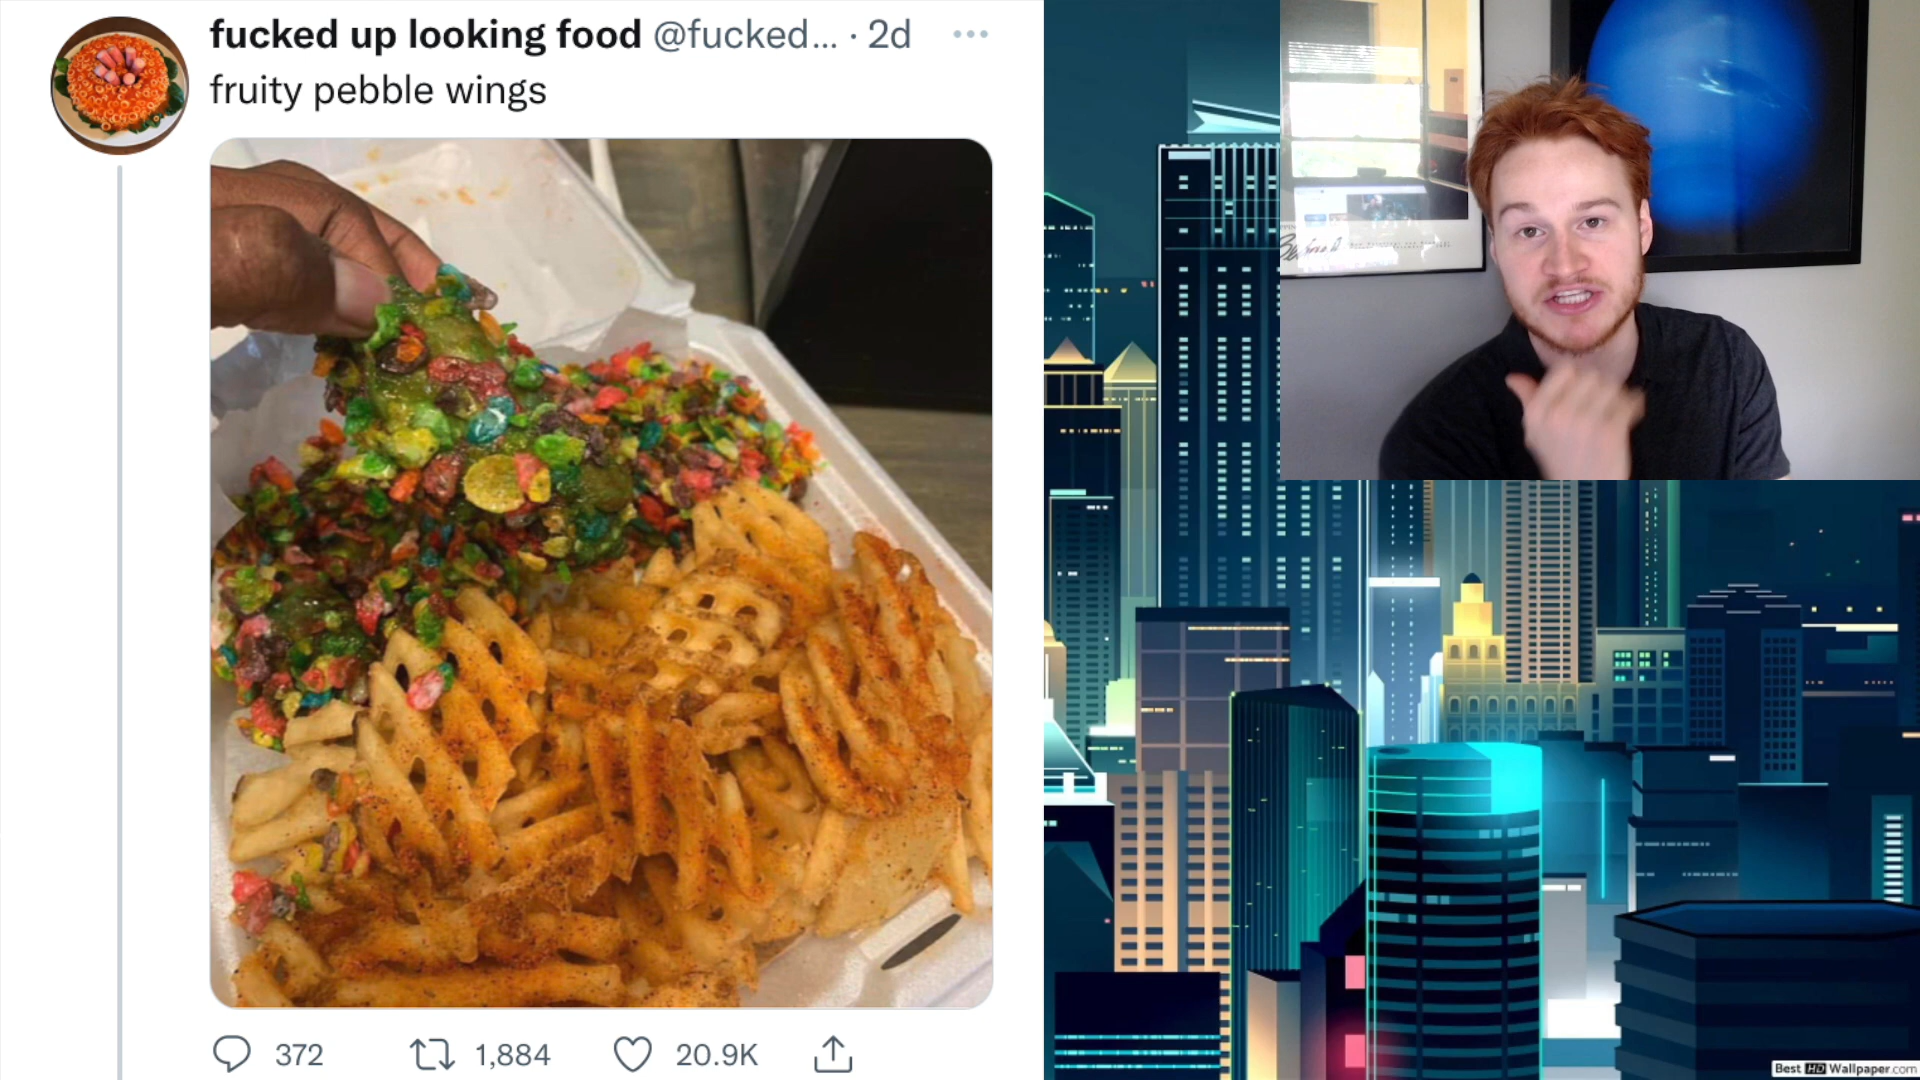 fucked up looking food @fucked... · 2d
fruity pebble wings
372
1,884
20.9K
Best HD Wallpaper.com